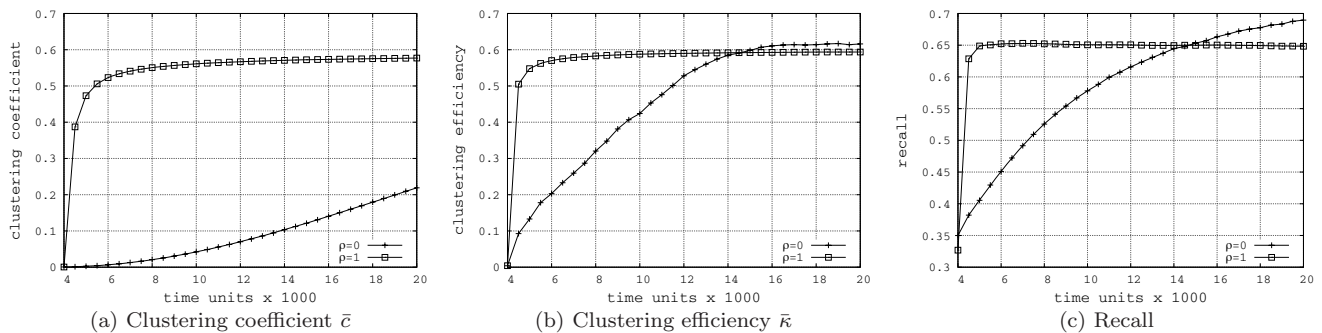 0.7
0.6
0.5
0.4
0.3
0.2
0.1
0
clustering coefficient
4 6 8 10 12 14 16 18 20
time units x 1000
ρ=0
ρ=1
(a) Clustering coefficient c̄
0.7
0.6
0.5
0.4
0.3
0.2
0.1
0
clustering efficiency
4 6 8 10 12 14 16 18 20
time units x 1000
ρ=0
ρ=1
(b) Clustering efficiency κ̄
0.7
0.65
0.6
0.55
0.5
0.45
0.4
0.35
0.3
recall
4 6 8 10 12 14 16 18 20
time units x 1000
ρ=0
ρ=1
(c) Recall